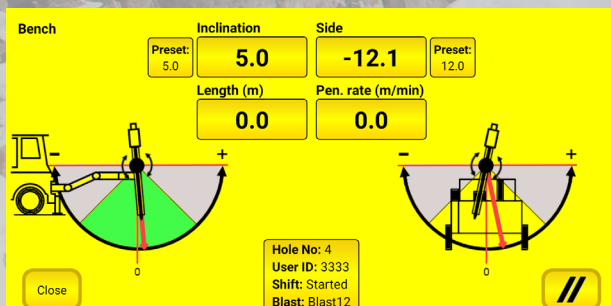 Bench
Inclination
Side
Preset:
5.0
5.0
-12.1
Preset:
12.0
Length (m)
Pen. rate (m/min)
0.0
0.0
-
+
-
+
0
0
Hole No: 4
User ID: 3333
Shift: Started
Blast: Blast12
Close